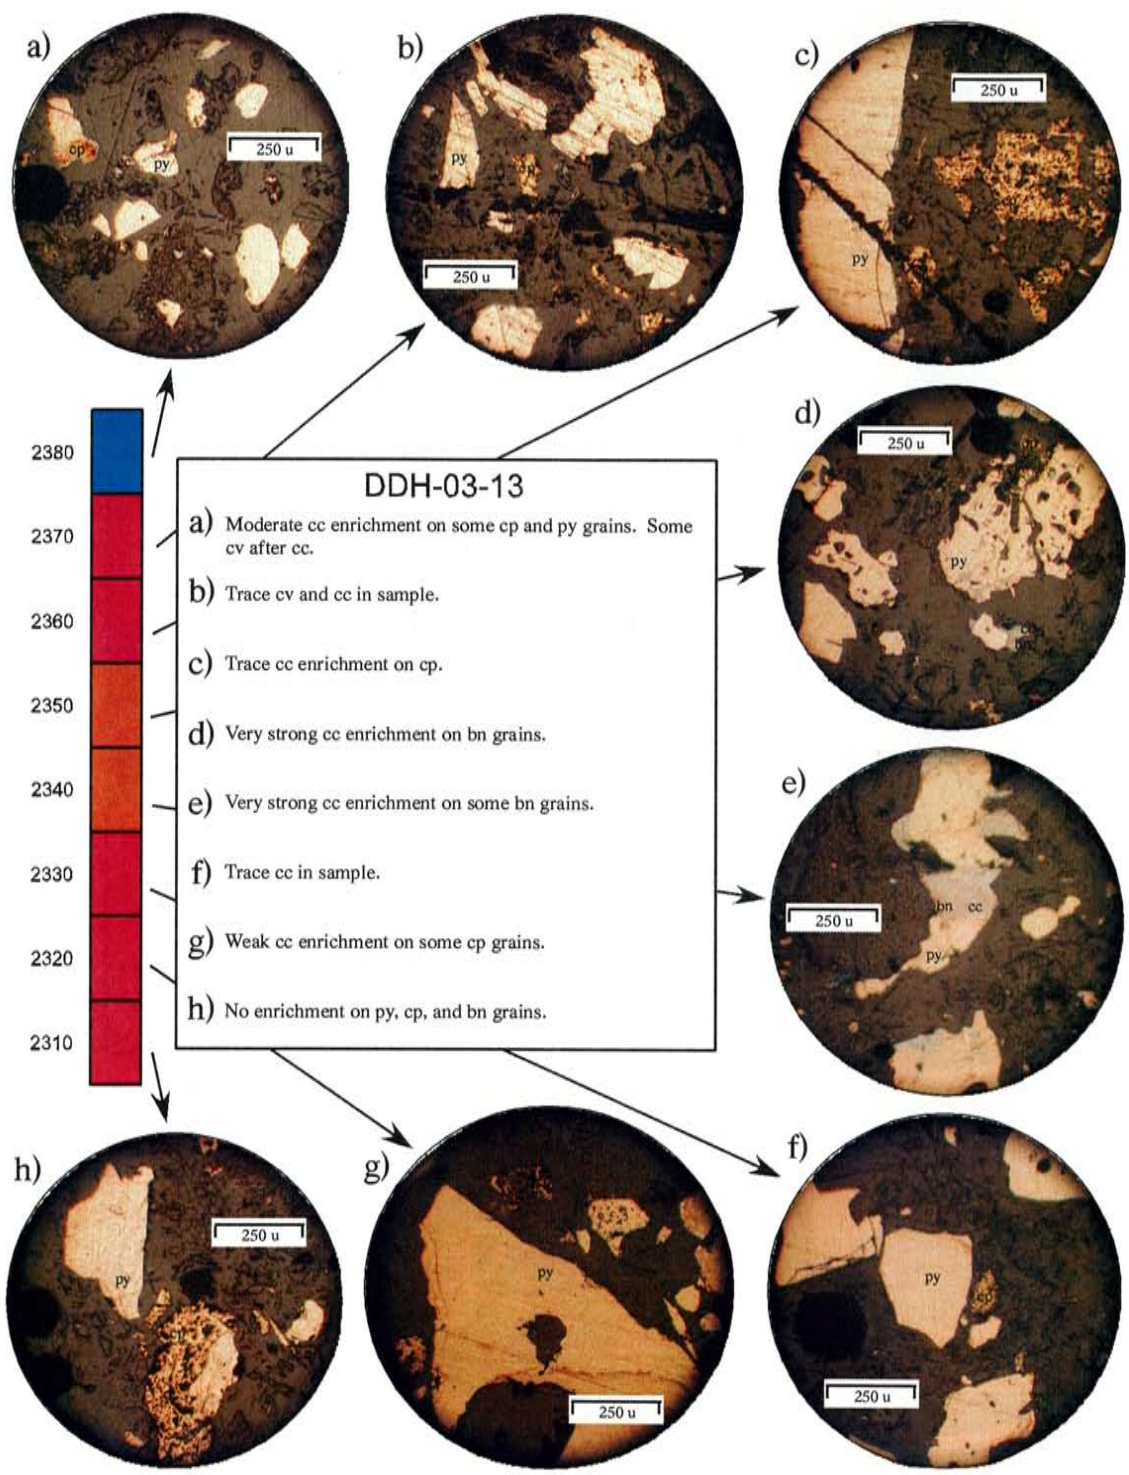 a)
cp
cc
py
250 u
b)
py
cp
250 u
c)
250 u
py
d)
250 u
py
e)
bn cc
250 u
py
2380
2370
2360
2350
2340
2330
2320
2310
DDH-03-13
a) Moderate cc enrichment on some cp and py grains. Some
cv after cc.
b) Trace cv and cc in sample.
c) Trace cc enrichment on cp.
d) Very strong cc enrichment on bn grains.
e) Very strong cc enrichment on some bn grains.
f) Trace cc in sample.
g) Weak cc enrichment on some cp grains.
h) No enrichment on py, cp, and bn grains.
h)
250 u
py
cp
g)
py
250 u
f)
py
cp
250 u